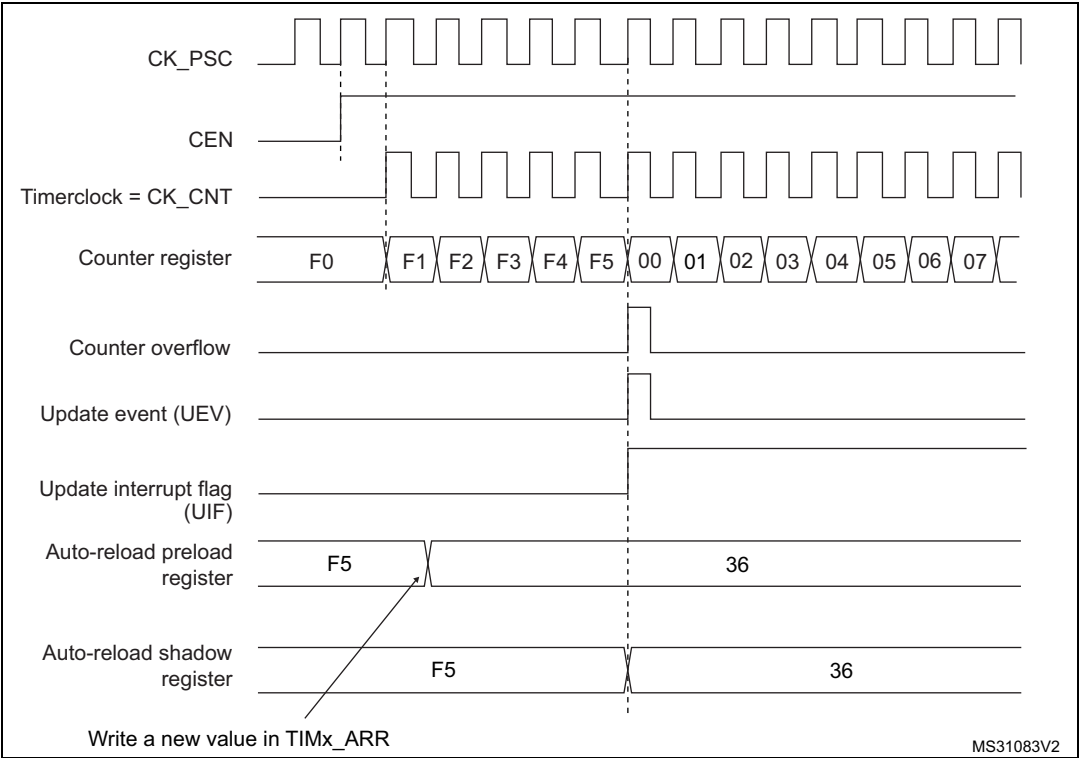 CK_PSC
CEN
Timerclock = CK_CNT
Counter register F0 F1 F2 F3 F4 F5 00 01 02 03 04 05 06 07
Counter overflow
Update event (UEV)
Update interrupt flag
(UIF)
Auto-reload preload
register
F5 36
Auto-reload shadow
register
F5 36
Write a new value in TIMx_ARR
MS31083V2